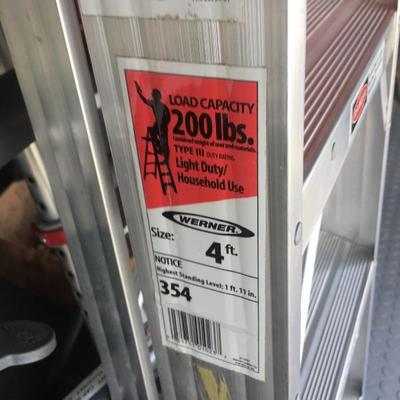 LOAD CAPACITY
200 lbs.
Combined weight of user and materials.
TYPE III DUTY RATING
Light Duty/
Household Use
WERNER
Size: 4 ft.
NOTICE
Highest Standing Level: 1 ft. 11 in.
354